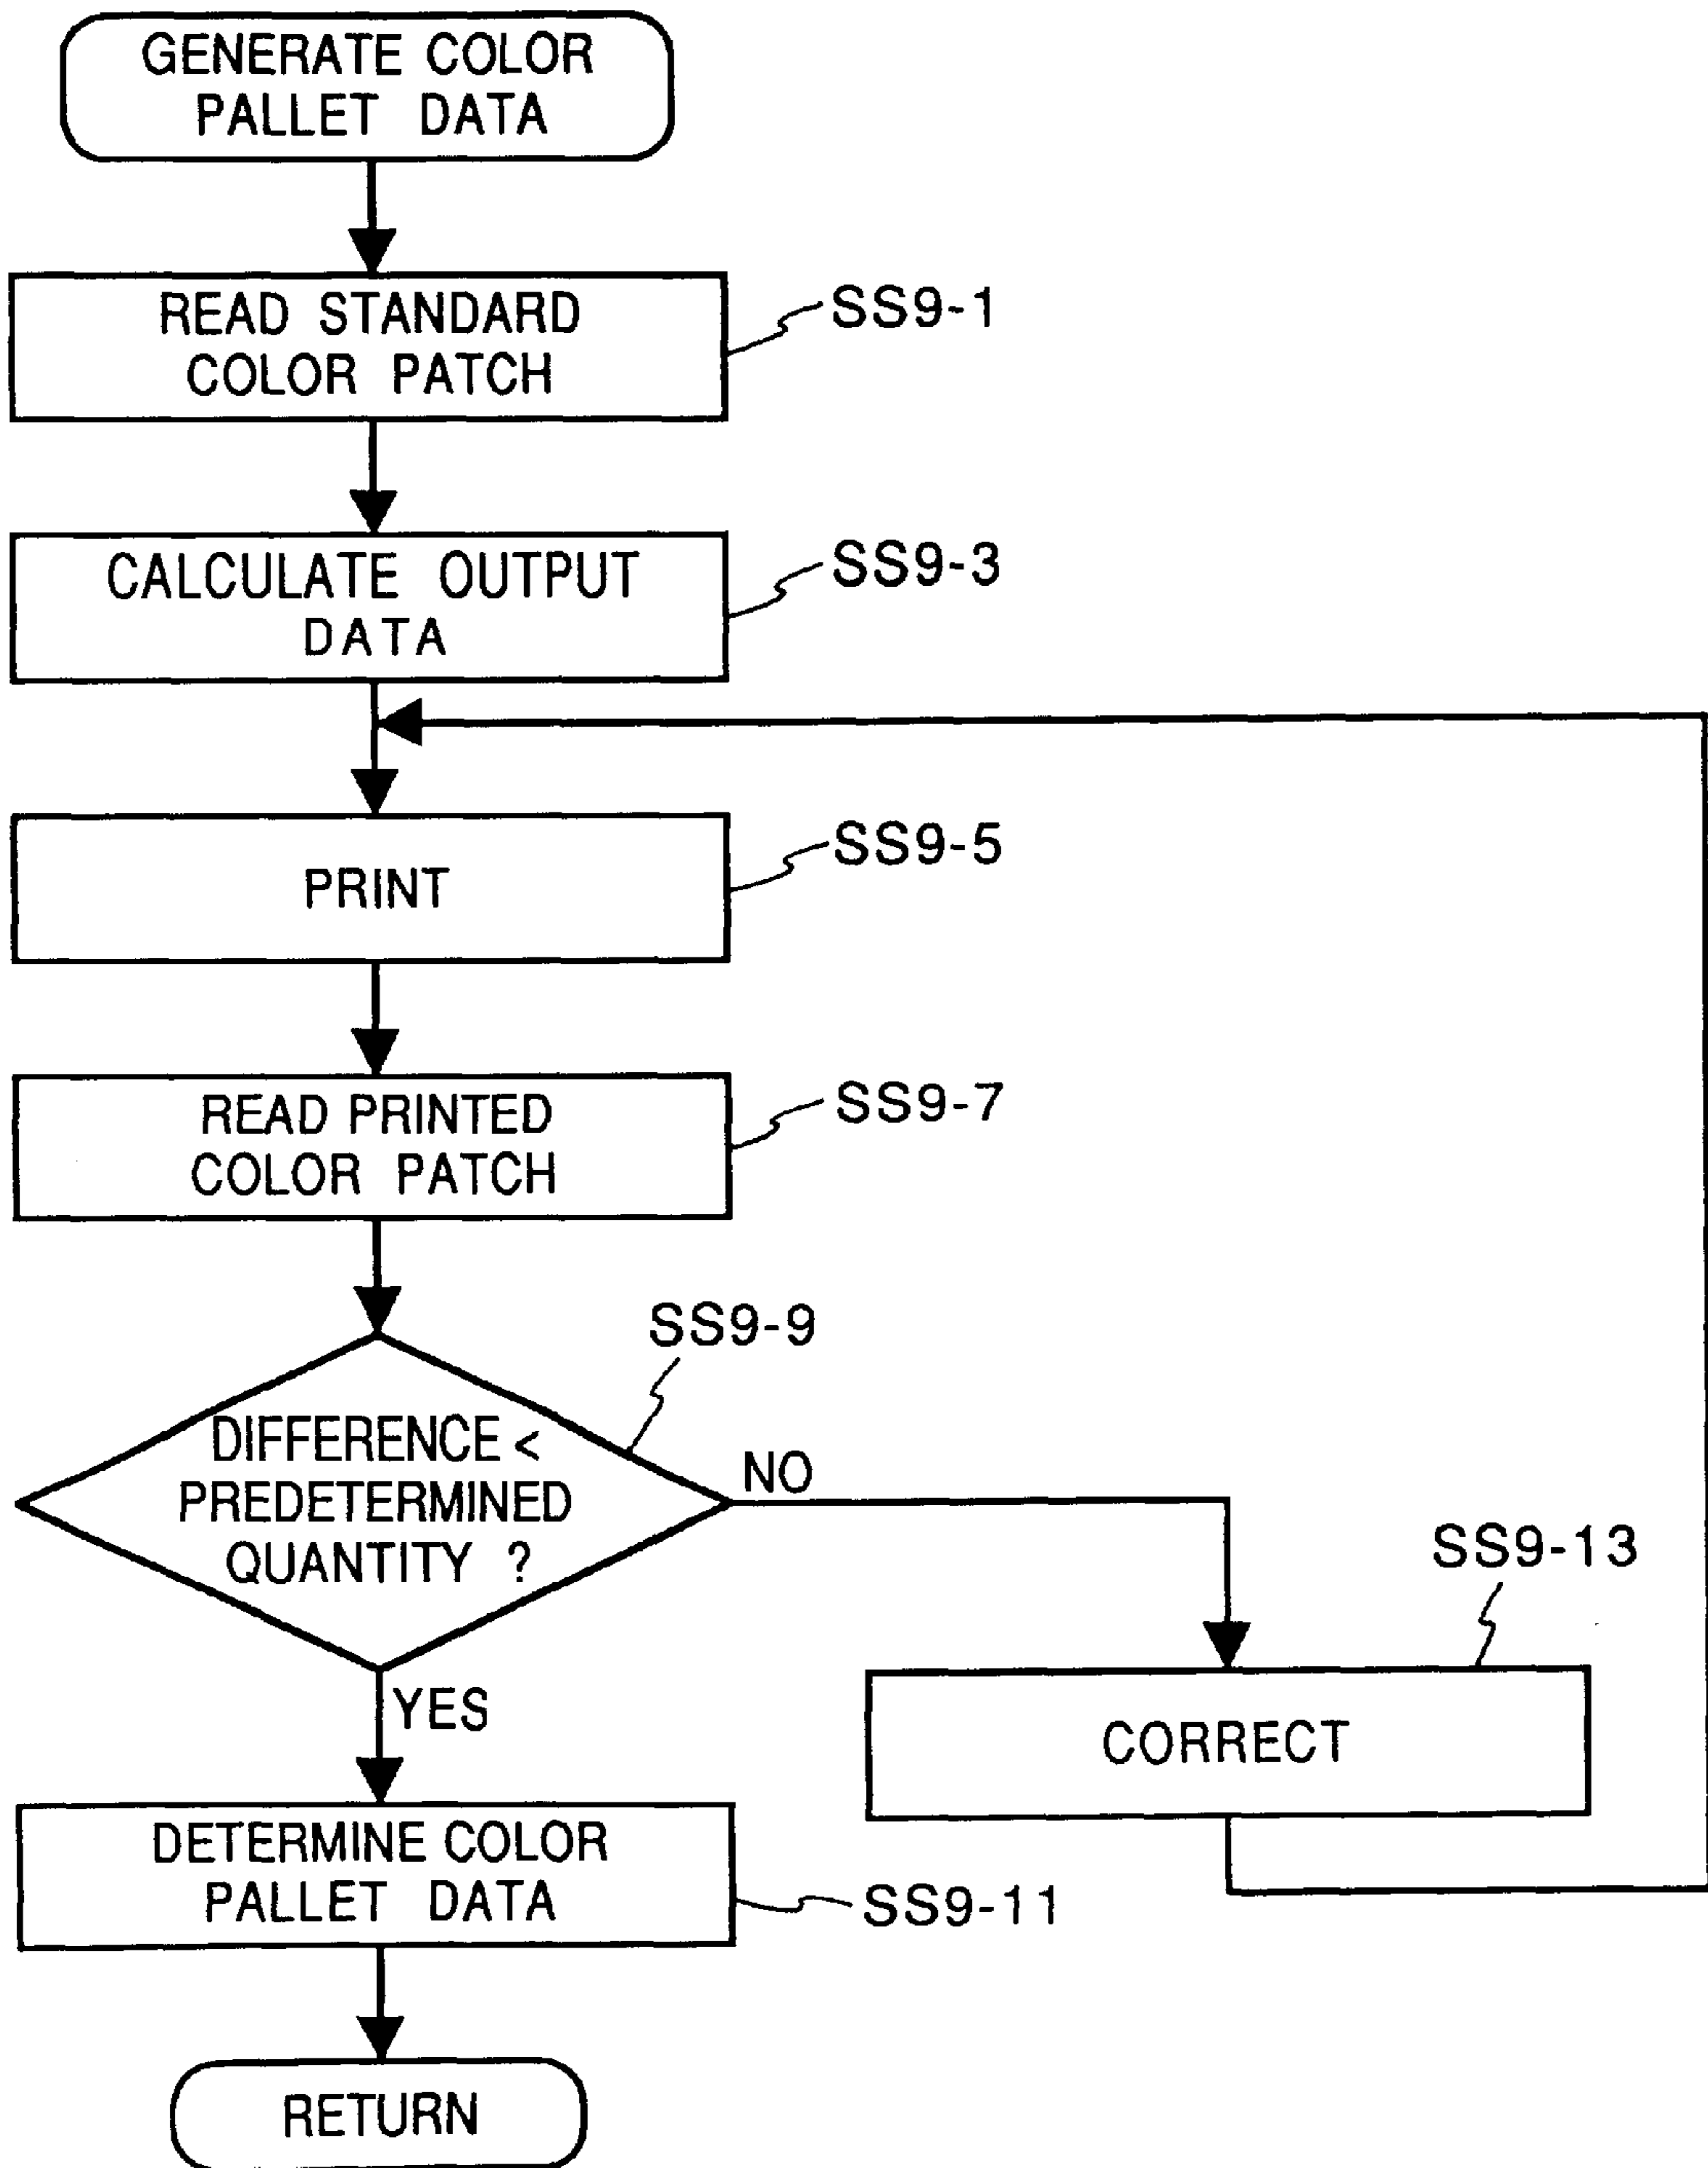 GENERATE COLOR
PALLET DATA
READ STANDARD
COLOR PATCH
SS9-1
CALCULATE OUTPUT
DATA
SS9-3
PRINT
SS9-5
READ PRINTED
COLOR PATCH
SS9-7
SS9-9
DIFFERENCE <
PREDETERMINED
QUANTITY ?
NO
YES
SS9-13
CORRECT
DETERMINE COLOR
PALLET DATA
SS9-11
RETURN